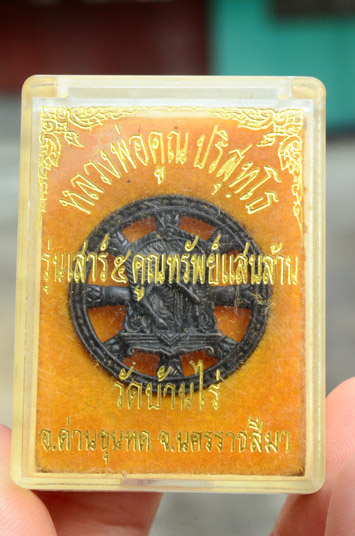 หลวงพ่อคูณ ปริสุทฺโธ
รุ่นเสาร์ ๕ คูณทรัพย์แสนล้าน
วัดบ้านไร่
อ.ด่านขุนทด จ.นครราชสีมา